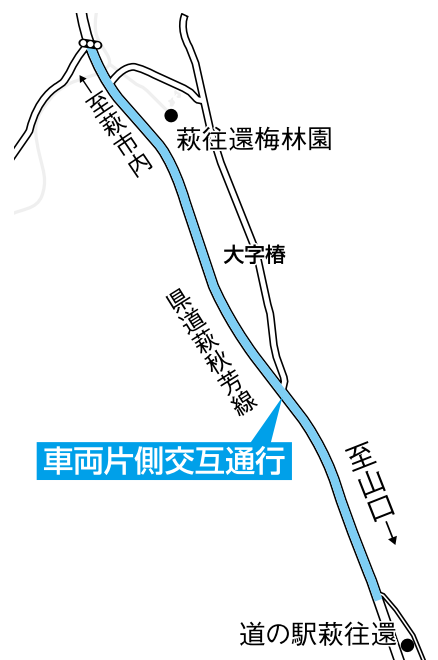 至萩市内
萩往還梅林園
大字椿
県道萩秋芳線
車両片側交互通行
至山口
道の駅萩往還